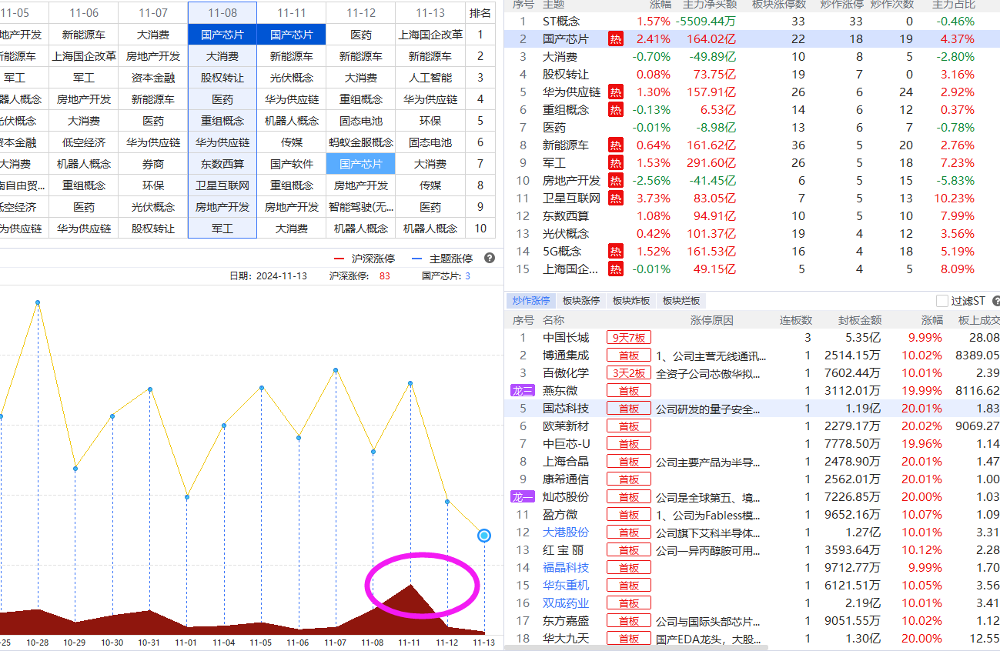 11-05 11-06 11-07 11-08 11-11 11-12 11-13 排名
地产开发 新能源车 大消费 国产芯片 国产芯片 医药 上海国企改革 1
新能源车 上海国企改革 房地产开发 大消费 新能源车 新能源车 新能源车 2
军工 军工 资本金融 股权转让 光伏概念 大消费 人工智能 3
器人概念 房地产开发 新能源车 医药 华为供应链 重组概念 华为供应链 4
光伏概念 大消费 医药 重组概念 机器人概念 固态电池 环保 5
资本金融 低空经济 华为供应链 华为供应链 传媒 蚂蚁金服概念 固态电池 6
大消费 机器人概念 券商 东数西算 国产软件 国产芯片 大消费 7
南自由贸... 重组概念 环保 卫星互联网 重组概念 房地产开发 传媒 8
低空经济 医药 光伏概念 房地产开发 房地产开发 智能驾驶(无... 医药 9
华为供应链 华为供应链 股权转让 军工 大消费 机器人概念 机器人概念 10
沪深涨停 主题涨停 ?
日期: 2024-11-13 沪深涨停: 83 国产芯片: 3
-25 10-28 10-29 10-30 10-31 11-01 11-04 11-05 11-06 11-07 11-08 11-11 11-12 11-13
序号 主题 涨幅 主力净买额 板块涨停数 炒作涨停 炒作次数 主力占比
1 ST概念 1.57% -5509.44万 33 33 0 -0.46%
2 国产芯片 热 2.41% 164.02亿 22 18 19 4.37%
3 大消费 -0.70% -49.89亿 10 8 5 -2.80%
4 股权转让 0.08% 73.75亿 19 7 0 3.16%
5 华为供应链 热 1.30% 157.91亿 26 6 24 2.92%
6 重组概念 热 -0.13% 6.53亿 14 6 12 0.37%
7 医药 -0.01% -8.98亿 13 6 7 -0.78%
8 新能源车 热 0.64% 161.62亿 36 5 20 2.76%
9 军工 热 1.53% 291.60亿 26 5 18 7.23%
10 房地产开发 热 -2.56% -41.45亿 6 5 15 -5.83%
11 卫星互联网 热 3.73% 83.05亿 7 5 13 10.23%
12 东数西算 1.08% 94.91亿 10 5 10 7.99%
13 光伏概念 0.42% 101.37亿 19 4 12 3.56%
14 5G概念 热 1.52% 161.53亿 16 4 18 5.19%
15 上海国企... 热 -0.01% 49.15亿 5 4 5 8.09%
炒作涨停 板块涨停 板块炸板 板块烂板 过滤ST ?
序号 名称 涨停原因 连板数 封板金额 涨幅 板上成交
1 中国长城 9天7板 3 5.35亿 9.99% 28.08
2 博通集成 首板 1、公司主营无线通讯... 1 2514.15万 10.02% 8389.05
3 百傲化学 3天2板 全资子公司芯傲华拟... 1 7602.44万 10.01% 2.39
龙三 燕东微 首板 1 3112.01万 19.99% 8116.62
5 国芯科技 首板 公司研发的量子安全... 1 1.19亿 20.01% 1.83
6 欧莱新材 首板 1 2279.17万 20.02% 9069.27
7 中巨芯-U 首板 1 7778.50万 19.96% 1.14
8 上海合晶 首板 公司主要产品为半导... 1 2478.90万 20.01% 1.47
9 康希通信 首板 1 2562.01万 20.01% 1.00
龙一 灿芯股份 首板 公司是全球第五、境... 1 7226.85万 20.00% 1.03
11 盈方微 首板 1、公司为Fabless模... 1 9652.16万 10.07% 1.09
12 大港股份 首板 公司旗下艾科半导体... 1 1.27亿 10.01% 3.31
13 红 宝 丽 首板 公司一异丙醇胺可用... 1 3593.64万 10.12% 2.28
14 福晶科技 首板 1 9712.77万 9.99% 1.70
15 华东重机 首板 1 6121.51万 10.05% 3.56
16 双成药业 首板 1 2.19亿 10.01% 3.41
17 东方嘉盛 首板 公司与国际头部芯片... 1 9051.55万 10.02% 1.12
18 华大九天 首板 国产EDA龙头，大股... 1 1.30亿 20.00% 12.55